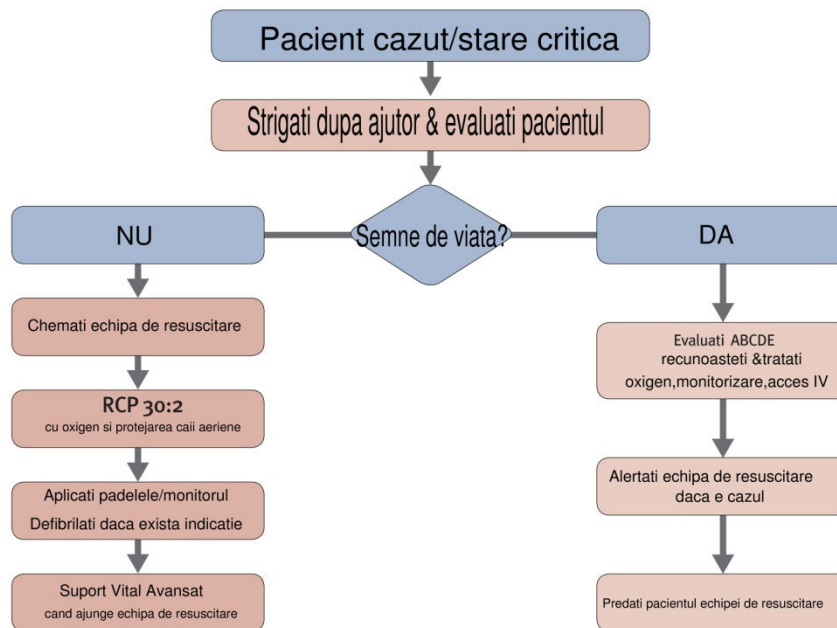 Pacient cazut/stare critica
Strigati dupa ajutor & evaluati pacientul
Semne de viata?
NU
Chemati echipa de resuscitare
RCP 30:2
cu oxigen si protejarea caii aeriene
Aplicati padelele/monitorul
Defibrilati daca exista indicatie
Suport Vital Avansat
cand ajunge echipa de resuscitare
DA
Evaluati ABCDE
recunoasteti &tratati
oxigen,monitorizare,acces IV
Alertati echipa de resuscitare
daca e cazul
Predati pacientul echipei de resuscitare